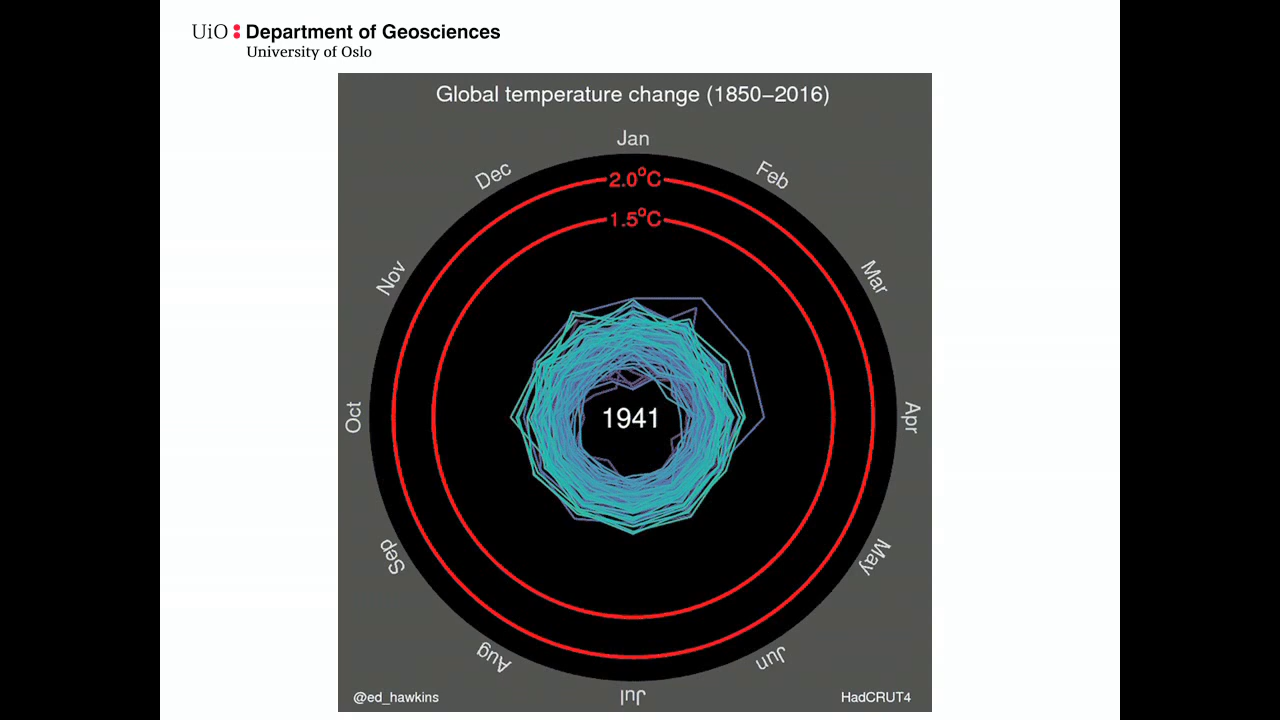 UiO Department of Geosciences
University of Oslo
Global temperature change (1850−2016)
Jan
Dec
Feb
2.0°C
1.5°C
Nov
Mar
Oct
1941
Apr
Sep
May
Aug
Jun
Jul
@ed_hawkins
HadCRUT4